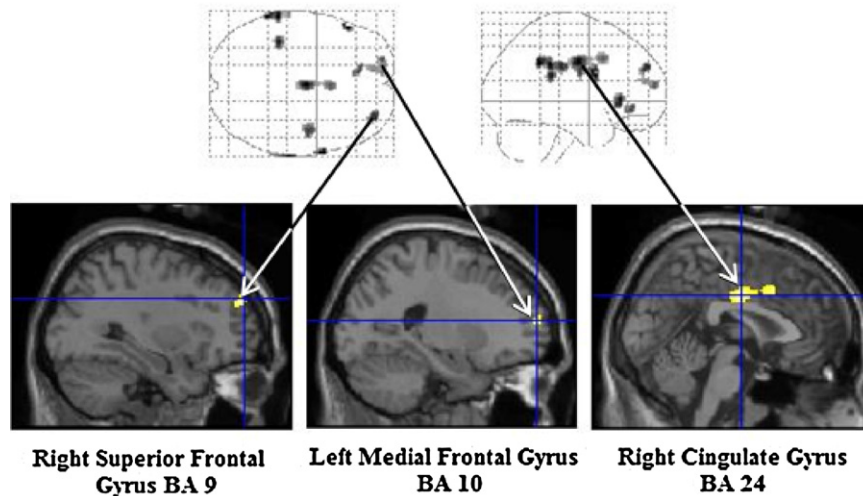 Right Superior Frontal
Gyrus BA 9
Left Medial Frontal Gyrus
BA 10
Right Cingulate Gyrus
BA 24